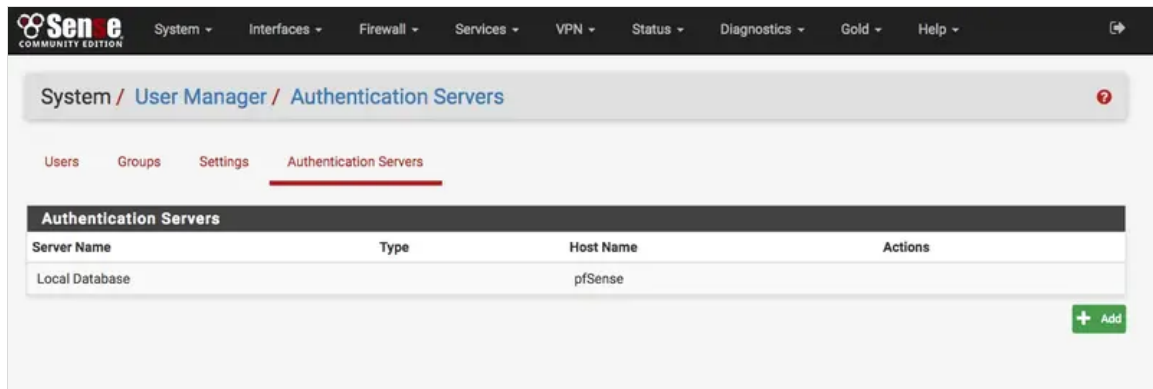 Sense
COMMUNITY EDITION
System Interfaces Firewall Services VPN Status Diagnostics Gold Help
System / User Manager / Authentication Servers
Users Groups Settings Authentication Servers
Authentication Servers
Server Name Type Host Name Actions
Local Database pfSense
+ Add